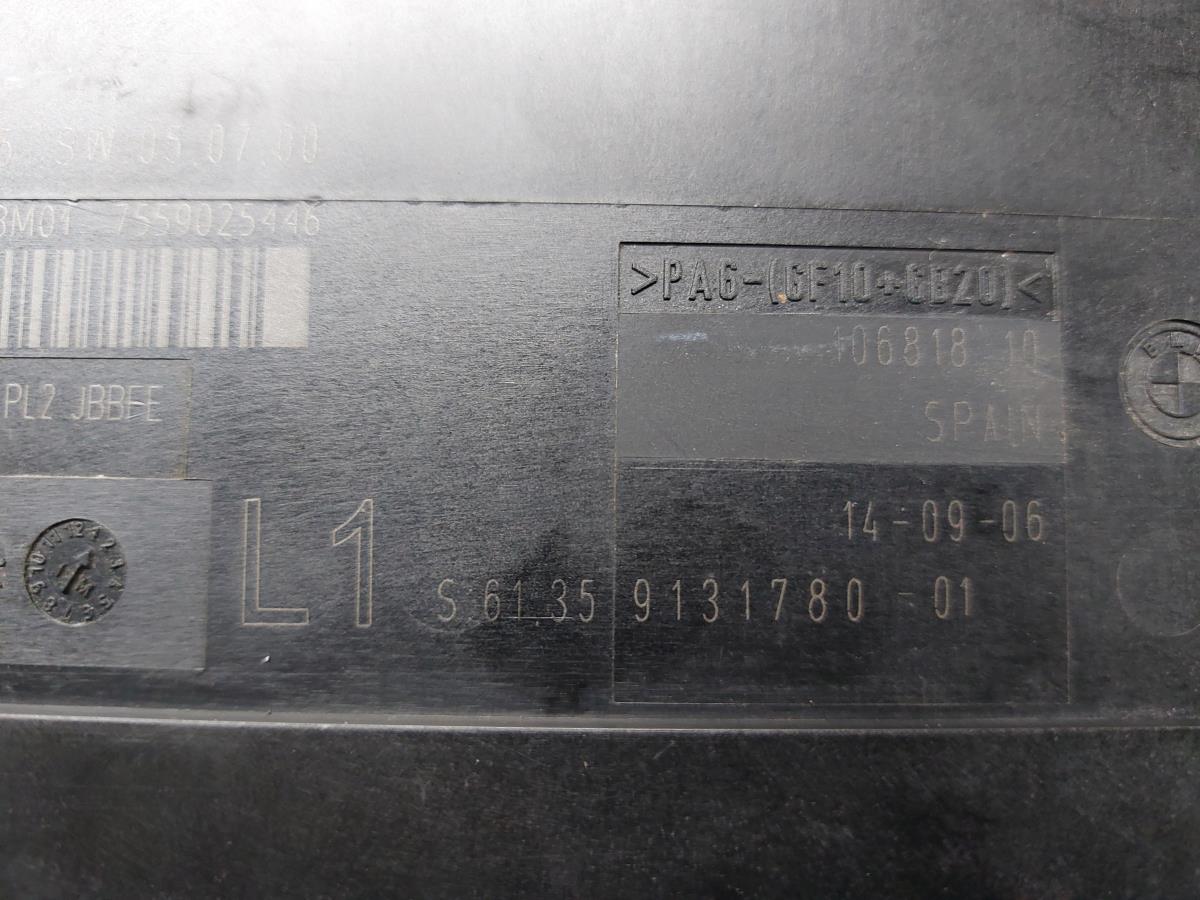 SW 05.07.00
BM01 7559025446
>PA6-(GF10+GB20)<
106818 10
PL2 JBBFE
SPAIN
14-09-06
L1
S 61.35 9131780-01